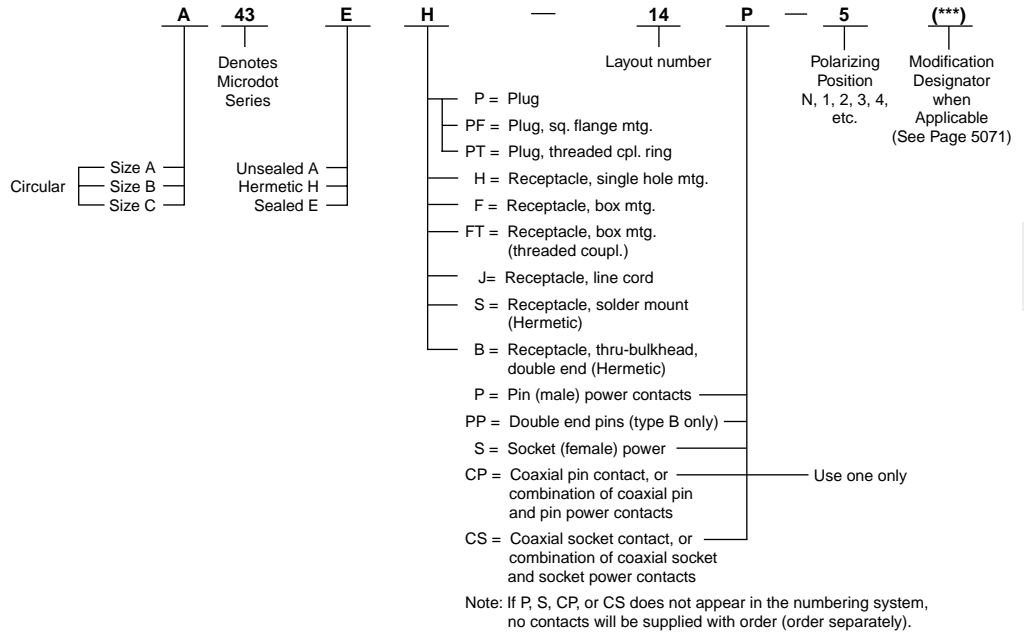 A 43 E H — 14 P — 5 (***)
Denotes
Microdot
Series
Layout number
Polarizing
Position
N, 1, 2, 3, 4,
etc.
Modification
Designator
when
Applicable
(See Page 5071)
Circular
Size A
Size B
Size C
Unsealed A
Hermetic H
Sealed E
P = Plug
PF = Plug, sq. flange mtg.
PT = Plug, threaded cpl. ring
H = Receptacle, single hole mtg.
F = Receptacle, box mtg.
FT = Receptacle, box mtg.
(threaded coupl.)
J= Receptacle, line cord
S = Receptacle, solder mount
(Hermetic)
B = Receptacle, thru-bulkhead,
double end (Hermetic)
P = Pin (male) power contacts
PP = Double end pins (type B only)
S = Socket (female) power
CP = Coaxial pin contact, or
combination of coaxial pin
and pin power contacts
Use one only
CS = Coaxial socket contact, or
combination of coaxial socket
and socket power contacts
Note: If P, S, CP, or CS does not appear in the numbering system,
no contacts will be supplied with order (order separately).